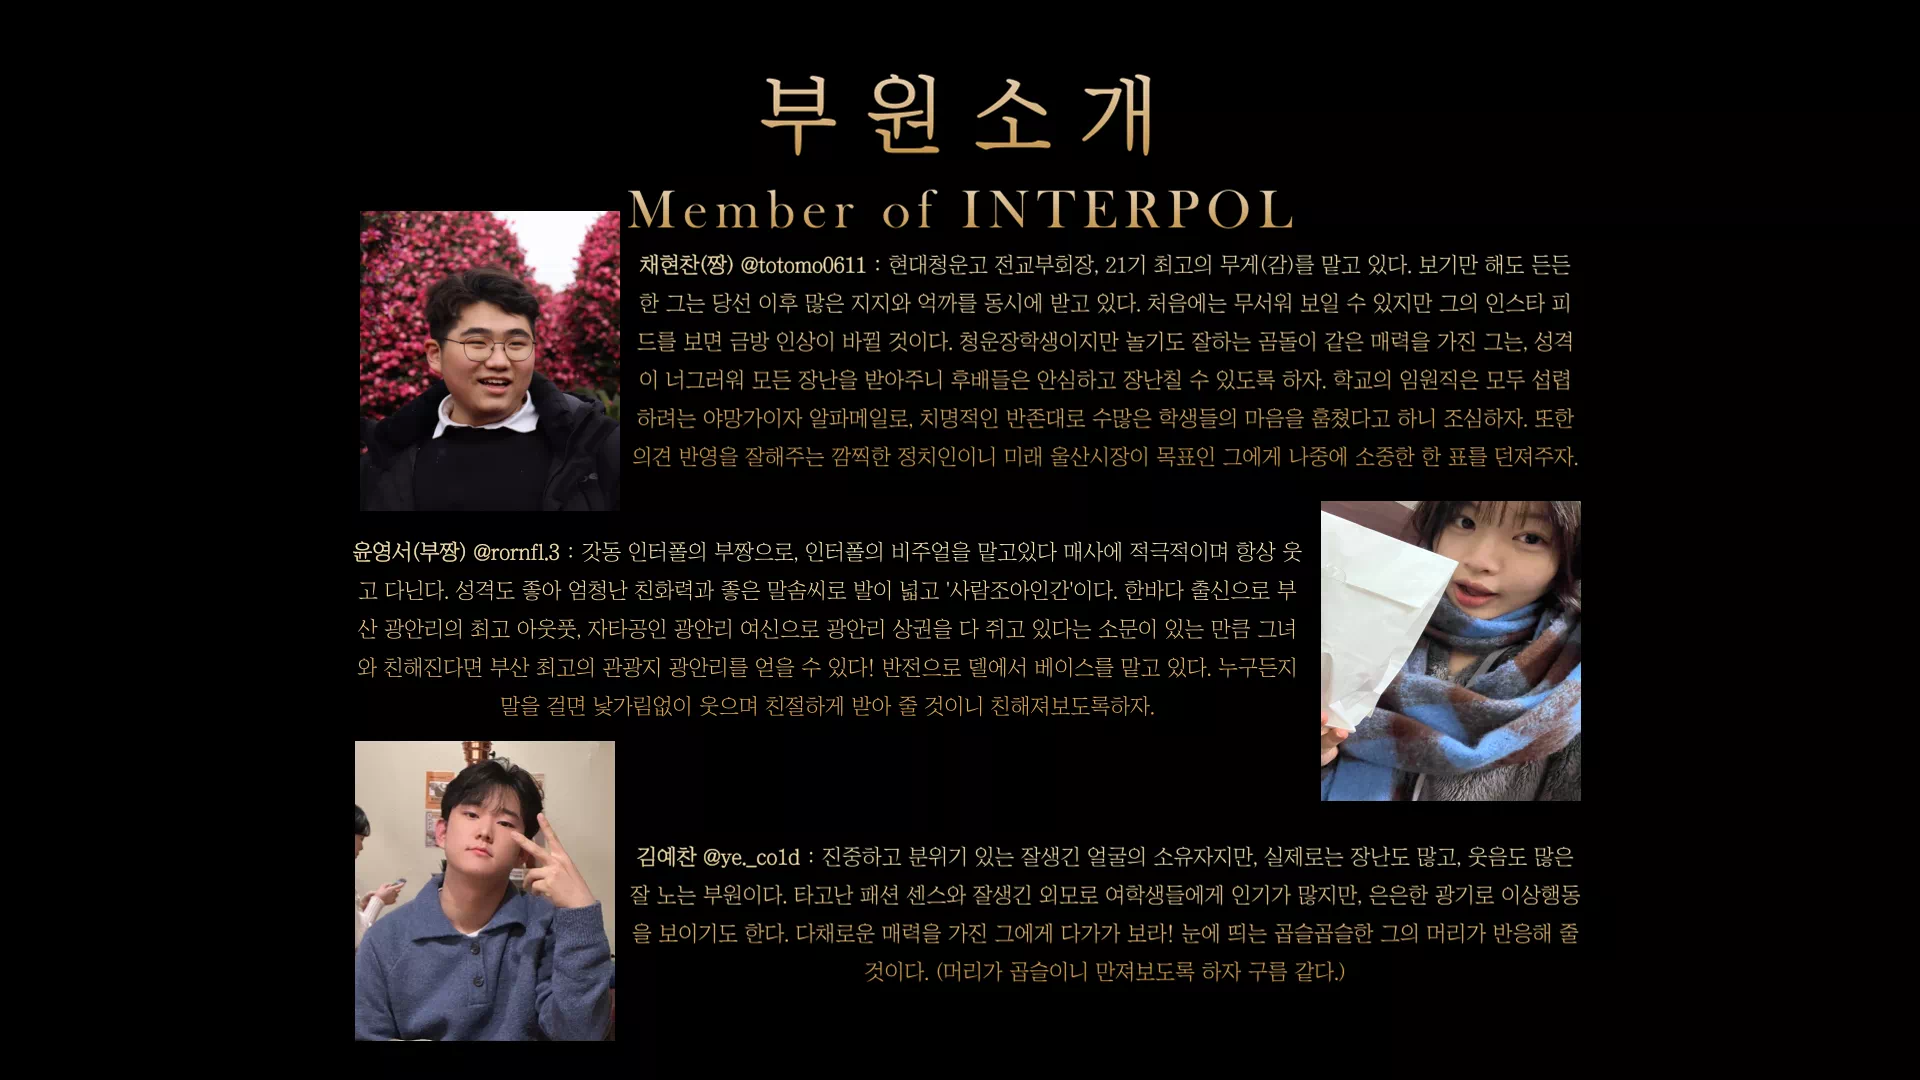 부원소개
Member of INTERPOL
채현찬(짱) @totomo0611 : 현대청운고 전교부회장, 21기 최고의 무게(감)를 맡고 있다. 보기만 해도 든든
한 그는 당선 이후 많은 지지와 억까를 동시에 받고 있다. 처음에는 무서워 보일 수 있지만 그의 인스타 피
드를 보면 금방 인상이 바뀔 것이다. 청운장학생이지만 놀기도 잘하는 곰돌이 같은 매력을 가진 그는, 성격
이 너그러워 모든 장난을 받아주니 후배들은 안심하고 장난칠 수 있도록 하자. 학교의 임원직은 모두 섭렵
하려는 야망가이자 알파메일로, 치명적인 반존대로 수많은 학생들의 마음을 훔쳤다고 하니 조심하자. 또한
의견 반영을 잘해주는 깜찍한 정치인이니 미래 울산시장이 목표인 그에게 나중에 소중한 한 표를 던져주자.
윤영서(부짱) @rornfl.3 : 갓동 인터폴의 부짱으로, 인터폴의 비주얼을 맡고있다 매사에 적극적이며 항상 웃
고 다닌다. 성격도 좋아 엄청난 친화력과 좋은 말솜씨로 발이 넓고 '사람조아인간'이다. 한바다 출신으로 부
산 광안리의 최고 아웃풋, 자타공인 광안리 여신으로 광안리 상권을 다 쥐고 있다는 소문이 있는 만큼 그녀
와 친해진다면 부산 최고의 관광지 광안리를 얻을 수 있다! 반전으로 델에서 베이스를 맡고 있다. 누구든지
말을 걸면 낯가림없이 웃으며 친절하게 받아 줄 것이니 친해져보도록하자.
김예찬 @ye._co1d : 진중하고 분위기 있는 잘생긴 얼굴의 소유자지만, 실제로는 장난도 많고, 웃음도 많은
잘 노는 부원이다. 타고난 패션 센스와 잘생긴 외모로 여학생들에게 인기가 많지만, 은은한 광기로 이상행동
을 보이기도 한다. 다채로운 매력을 가진 그에게 다가가 보라! 눈에 띄는 곱슬곱슬한 그의 머리가 반응해 줄
것이다. (머리가 곱슬이니 만져보도록 하자 구름 같다.)